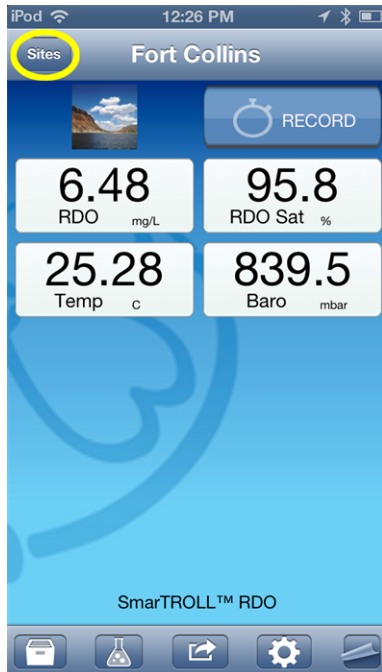 iPod 12:26 PM
Sites Fort Collins
RECORD
6.48 95.8
RDO mg/L RDO Sat %
25.28 839.5
Temp C Baro mbar
SmarTROLL™ RDO